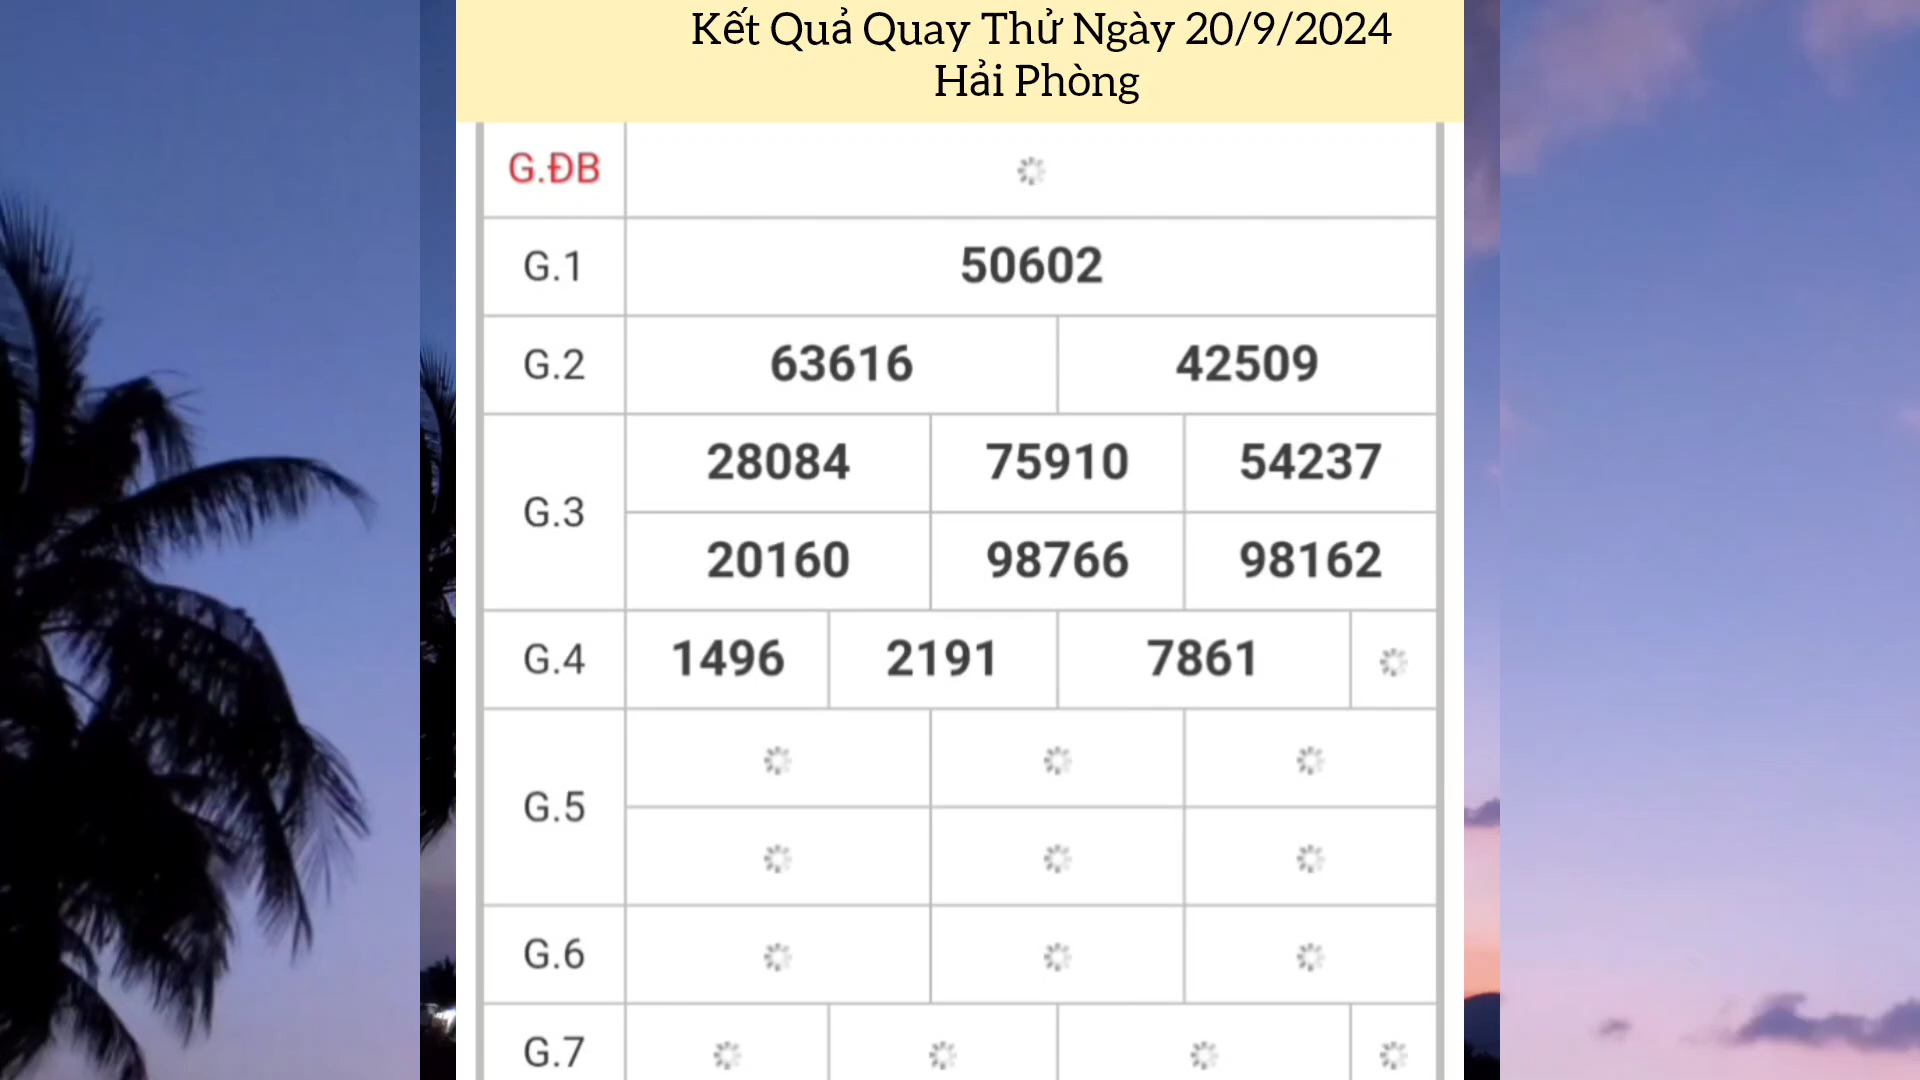 Kết Quả Quay Thử Ngày 20/9/2024
Hải Phòng
G.ĐB
G.1 50602
G.2 63616 42509
G.3
28084 75910 54237
20160 98766 98162
G.4 1496 2191 7861
G.5
G.6
G.7